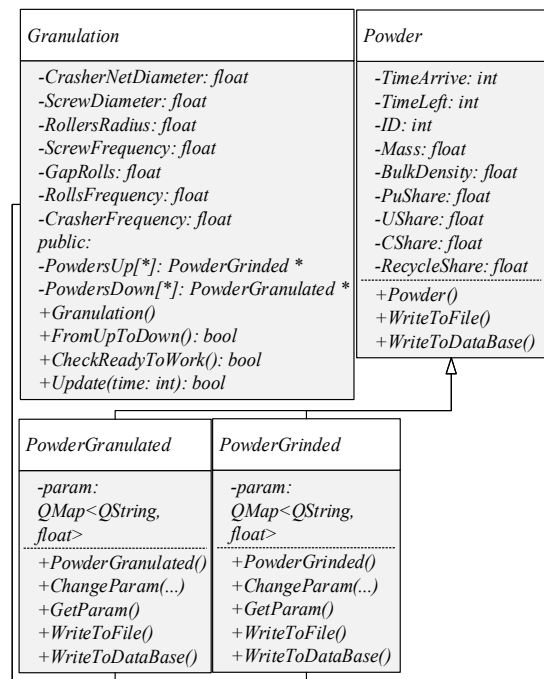 Granulation
-CrasherNetDiameter: float
-ScrewDiameter: float
-RollersRadius: float
-ScrewFrequency: float
-GapRolls: float
-RollsFrequency: float
-CrasherFrequency: float
public:
-PowdersUp[*]: PowderGrinded *
-PowdersDown[*]: PowderGranulated *
+Granulation()
+FromUpToDown(): bool
+CheckReadyToWork(): bool
+Update(time: int): bool
Powder
-TimeArrive: int
-TimeLeft: int
-ID: int
-Mass: float
-BulkDensity: float
-PuShare: float
-UShare: float
-CShare: float
-RecycleShare: float
+Powder()
+WriteToFile()
+WriteToDataBase()
PowderGranulated
-param:
QMap<QString,
float>
+PowderGranulated()
+ChangeParam(...)
+GetParam()
+WriteToFile()
+WriteToDataBase()
PowderGrinded
-param:
QMap<QString,
float>
+PowderGrinded()
+ChangeParam(...)
+GetParam()
+WriteToFile()
+WriteToDataBase()